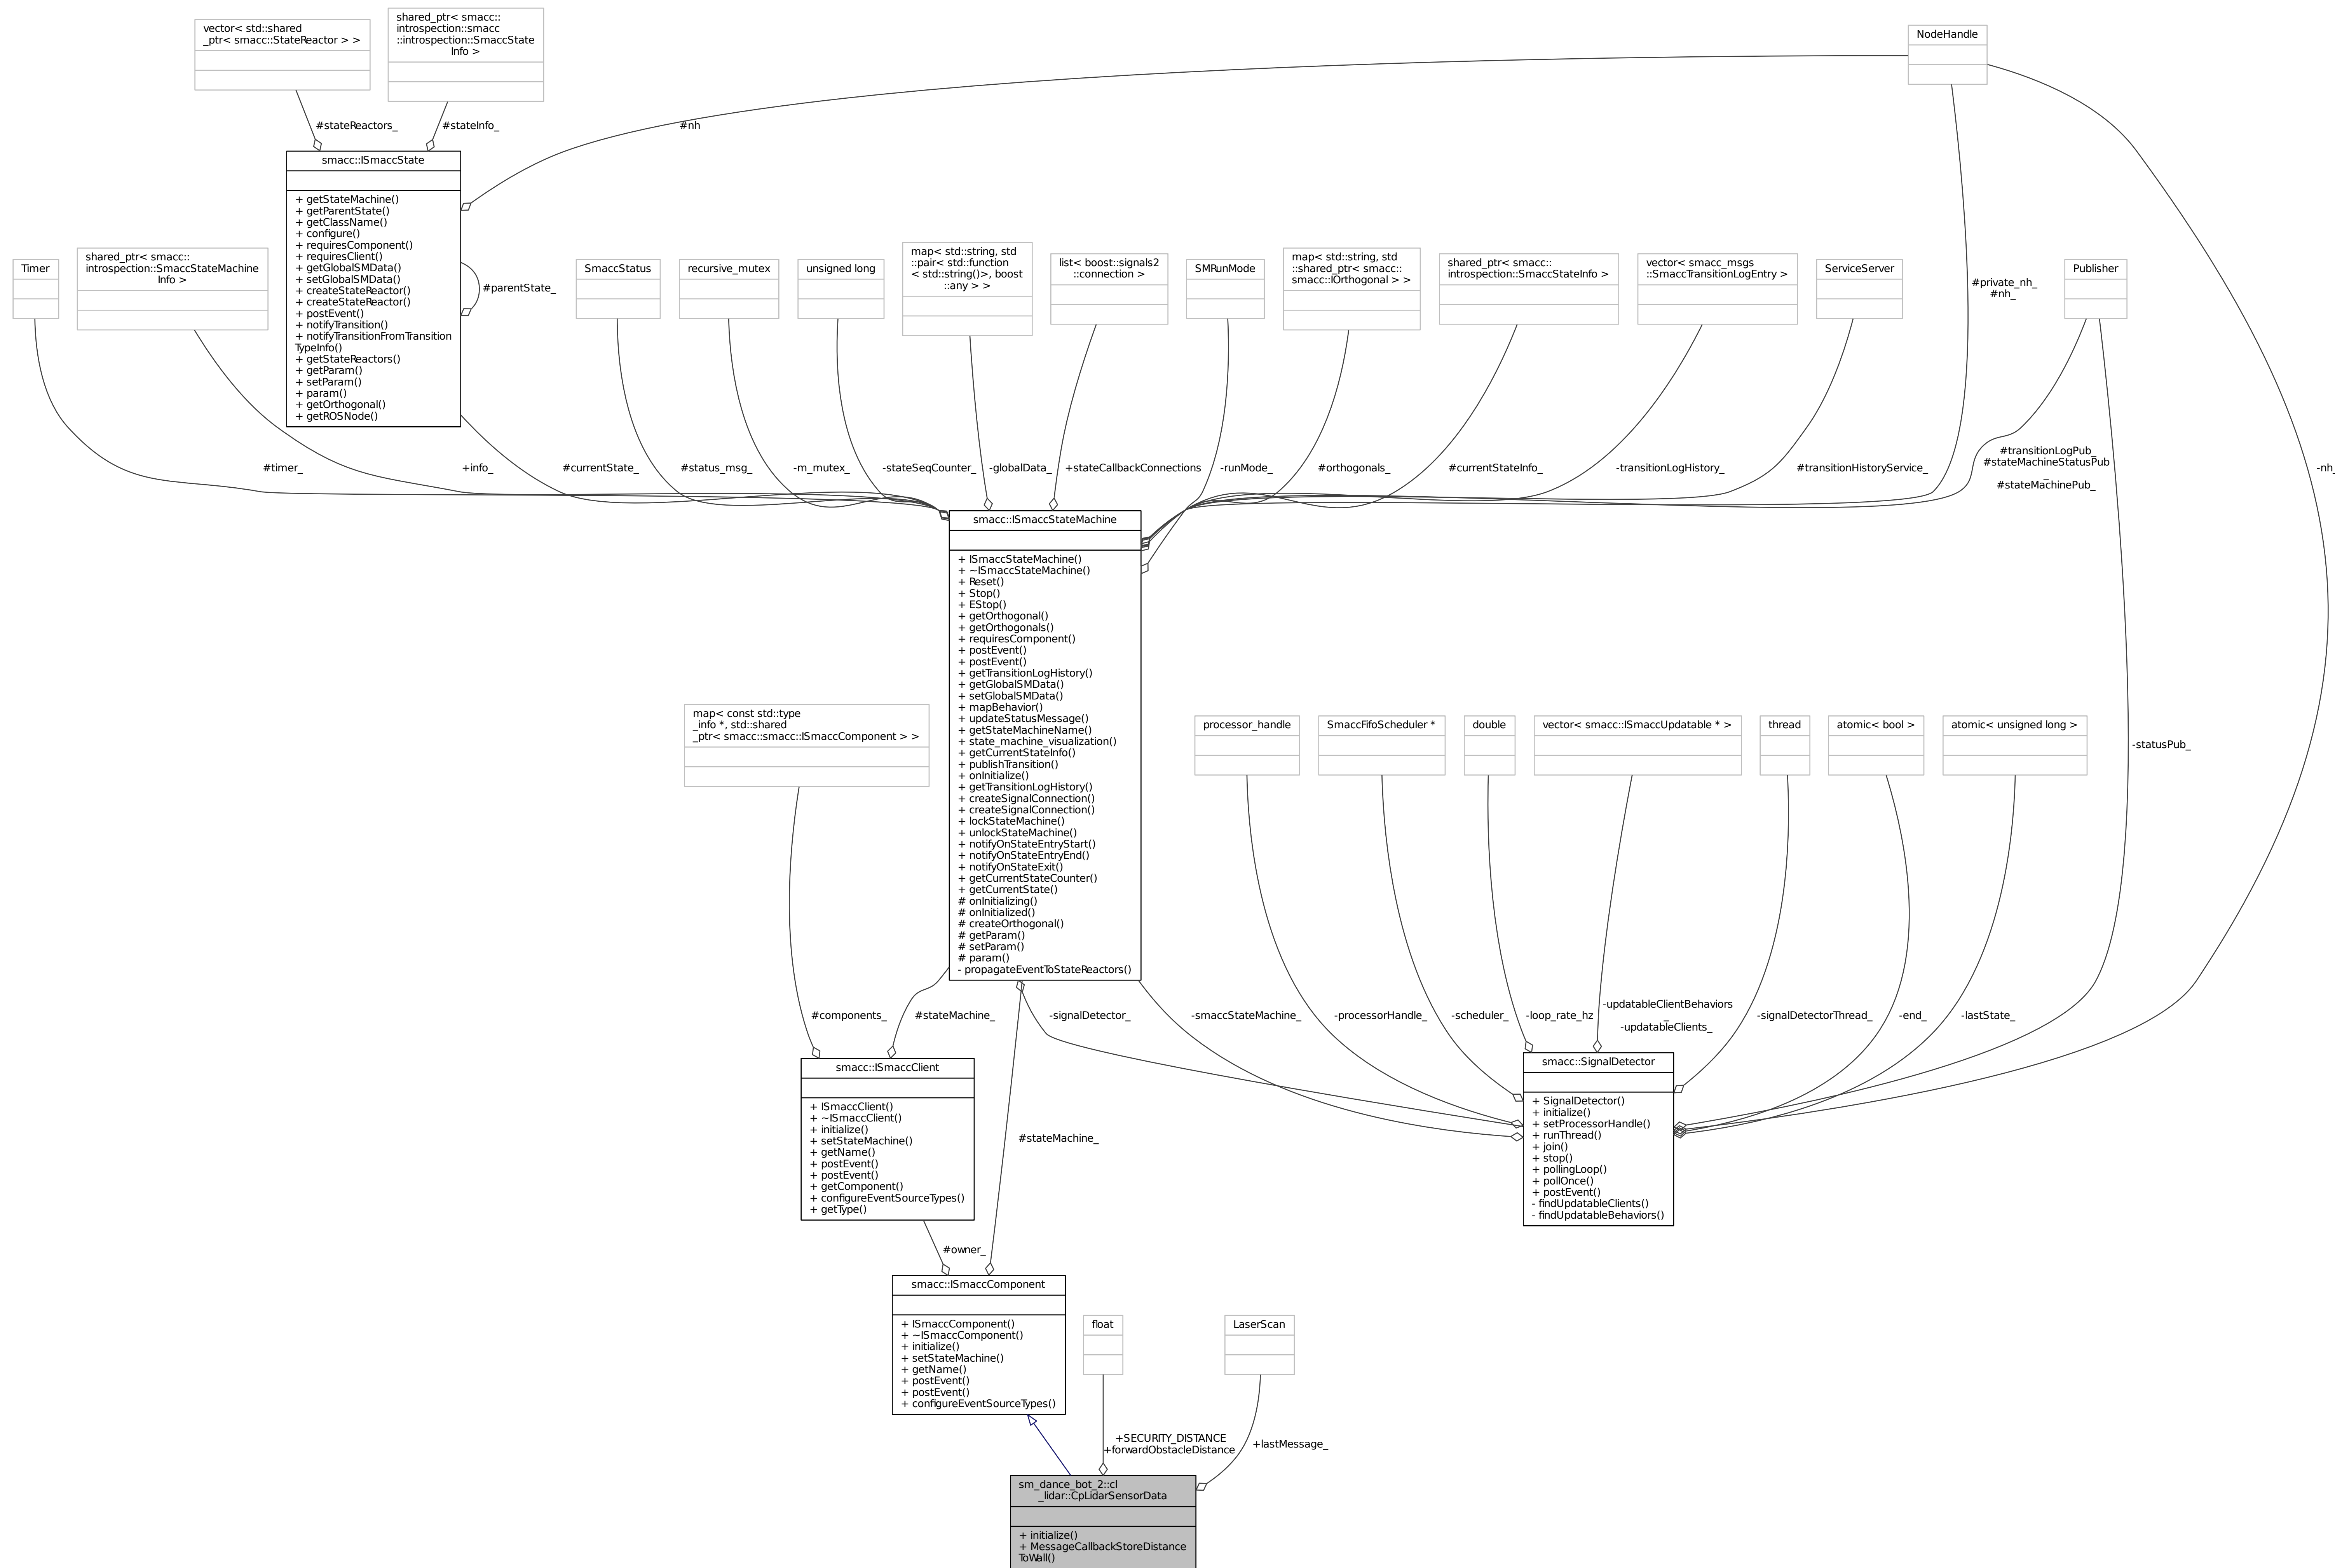 vector< std::shared
_ptr< smacc::StateReactor > >
shared_ptr< smacc::
introspection::smacc
::introspection::SmaccState
Info >
NodeHandle
#stateReactors_
#stateInfo_
#nh
smacc::ISmaccState
+ getStateMachine()
+ getParentState()
+ getClassName()
+ configure()
+ requiresComponent()
+ requiresClient()
+ getGlobalSMData()
+ setGlobalSMData()
+ createStateReactor()
+ createStateReactor()
+ postEvent()
+ notifyTransition()
+ notifyTransitionFromTransition
TypeInfo()
+ getStateReactors()
+ getParam()
+ setParam()
+ param()
+ getOrthogonal()
+ getROSNode()
#parentState_
Timer
shared_ptr< smacc::
introspection::SmaccStateMachine
Info >
SmaccStatus
recursive_mutex
unsigned long
map< std::string, std
::pair< std::function
< std::string()>, boost
::any > >
list< boost::signals2
::connection >
SMRunMode
map< std::string, std
::shared_ptr< smacc::
smacc::IOrthogonal > >
shared_ptr< smacc::
introspection::SmaccStateInfo >
vector< smacc_msgs
::SmaccTransitionLogEntry >
ServiceServer
#private_nh_
#nh_
Publisher
#timer_
+info_
#currentState_
#status_msg_
-m_mutex_
-stateSeqCounter_
-globalData_
+stateCallbackConnections
-runMode_
#orthogonals_
#currentStateInfo_
-transitionLogHistory_
#transitionHistoryService_
#transitionLogPub_
#stateMachineStatusPub
_
#stateMachinePub_
-nh_
smacc::ISmaccStateMachine
+ ISmaccStateMachine()
+ ~ISmaccStateMachine()
+ Reset()
+ Stop()
+ EStop()
+ getOrthogonal()
+ getOrthogonals()
+ requiresComponent()
+ postEvent()
+ postEvent()
+ getTransitionLogHistory()
+ getGlobalSMData()
+ setGlobalSMData()
+ mapBehavior()
+ updateStatusMessage()
+ getStateMachineName()
+ state_machine_visualization()
+ getCurrentStateInfo()
+ publishTransition()
+ onInitialize()
+ getTransitionLogHistory()
+ createSignalConnection()
+ createSignalConnection()
+ lockStateMachine()
+ unlockStateMachine()
+ notifyOnStateEntryStart()
+ notifyOnStateEntryEnd()
+ notifyOnStateExit()
+ getCurrentStateCounter()
+ getCurrentState()
# onInitializing()
# onInitialized()
# createOrthogonal()
# getParam()
# setParam()
# param()
- propagateEventToStateReactors()
map< const std::type
_info *, std::shared
_ptr< smacc::smacc::ISmaccComponent > >
processor_handle
SmaccFifoScheduler *
double
vector< smacc::ISmaccUpdatable * >
thread
atomic< bool >
atomic< unsigned long >
-statusPub_
#components_
#stateMachine_
-signalDetector_
-smaccStateMachine_
-processorHandle_
-scheduler_
-loop_rate_hz
-updatableClientBehaviors
_
-updatableClients_
-signalDetectorThread_
-end_
-lastState_
smacc::ISmaccClient
+ ISmaccClient()
+ ~ISmaccClient()
+ initialize()
+ setStateMachine()
+ getName()
+ postEvent()
+ postEvent()
+ getComponent()
+ configureEventSourceTypes()
+ getType()
smacc::SignalDetector
+ SignalDetector()
+ initialize()
+ setProcessorHandle()
+ runThread()
+ join()
+ stop()
+ pollingLoop()
+ pollOnce()
+ postEvent()
- findUpdatableClients()
- findUpdatableBehaviors()
#stateMachine_
#owner_
smacc::ISmaccComponent
+ ISmaccComponent()
+ ~ISmaccComponent()
+ initialize()
+ setStateMachine()
+ getName()
+ postEvent()
+ postEvent()
+ configureEventSourceTypes()
float
LaserScan
+SECURITY_DISTANCE
+forwardObstacleDistance
+lastMessage_
sm_dance_bot_2::cl
_lidar::CpLidarSensorData
+ initialize()
+ MessageCallbackStoreDistance
ToWall()